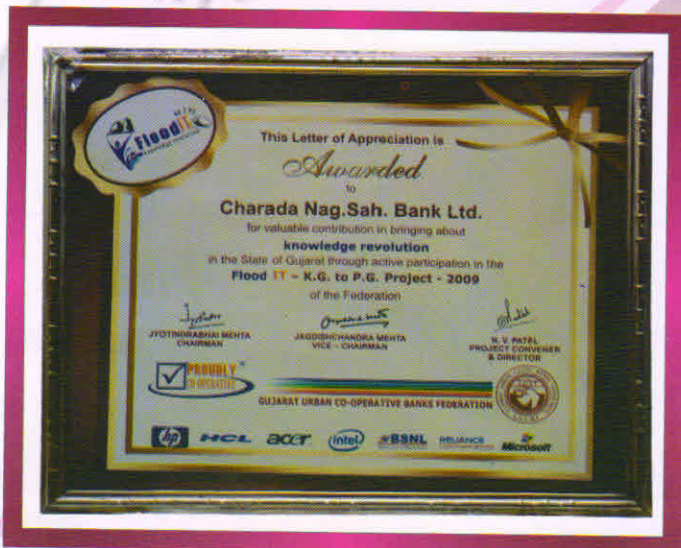 FloodIT
knowledge revolution
This Letter of Appreciation is
Awarded
to
Charada Nag.Sah. Bank Ltd.
for valuable contribution in bringing about
knowledge revolution
in the State of Gujarat through active participation in the
Flood IT – K.G. to P.G. Project - 2009
of the Federation
JYOTINDRABHAI MEHTA
CHAIRMAN
JAGDISHCHANDRA MEHTA
VICE – CHAIRMAN
N. V. PATEL
PROJECT CONVENER
& DIRECTOR
PROUDLY
CO-OPERATIVE
GUJARAT URBAN CO-OPERATIVE BANKS FEDERATION
hp
HCL
acer
intel
BSNL
RELIANCE
Microsoft